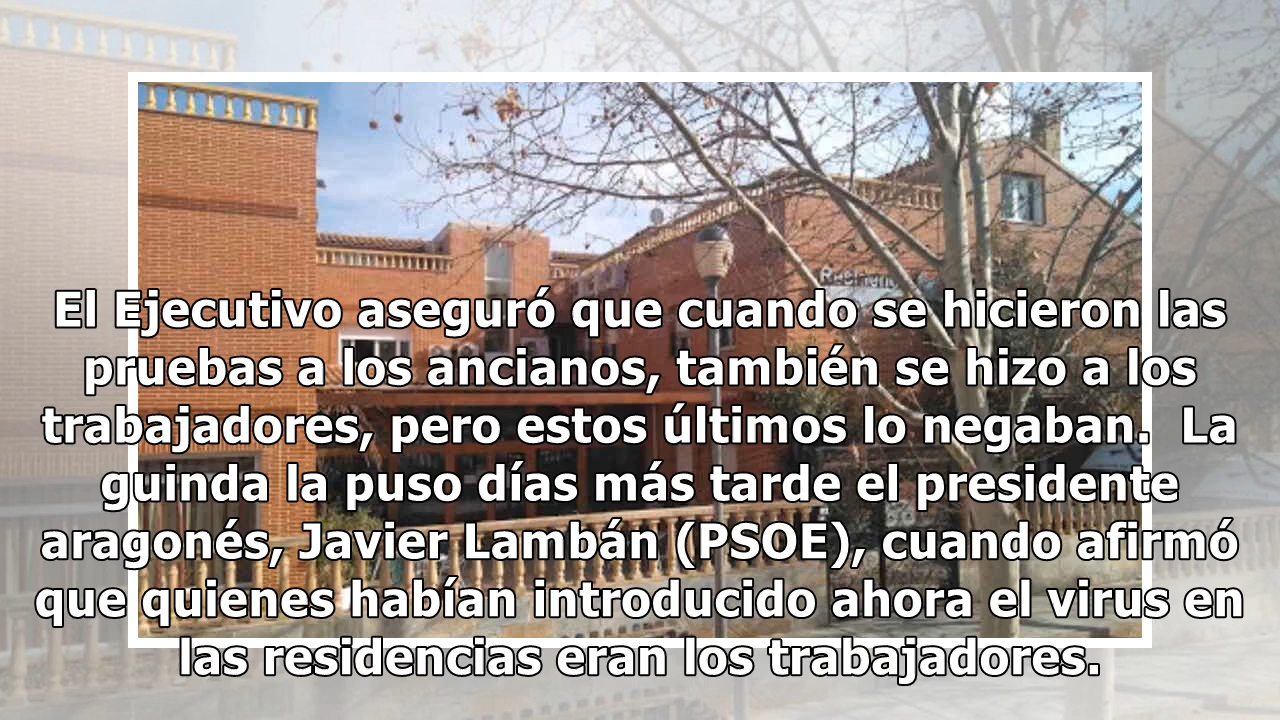 El Ejecutivo aseguró que cuando se hicieron las
pruebas a los ancianos, también se hizo a los
trabajadores, pero estos últimos lo negaban.  La
guinda la puso días más tarde el presidente
aragonés, Javier Lambán (PSOE), cuando afirmó
que quienes habían introducido ahora el virus en
las residencias eran los trabajadores.